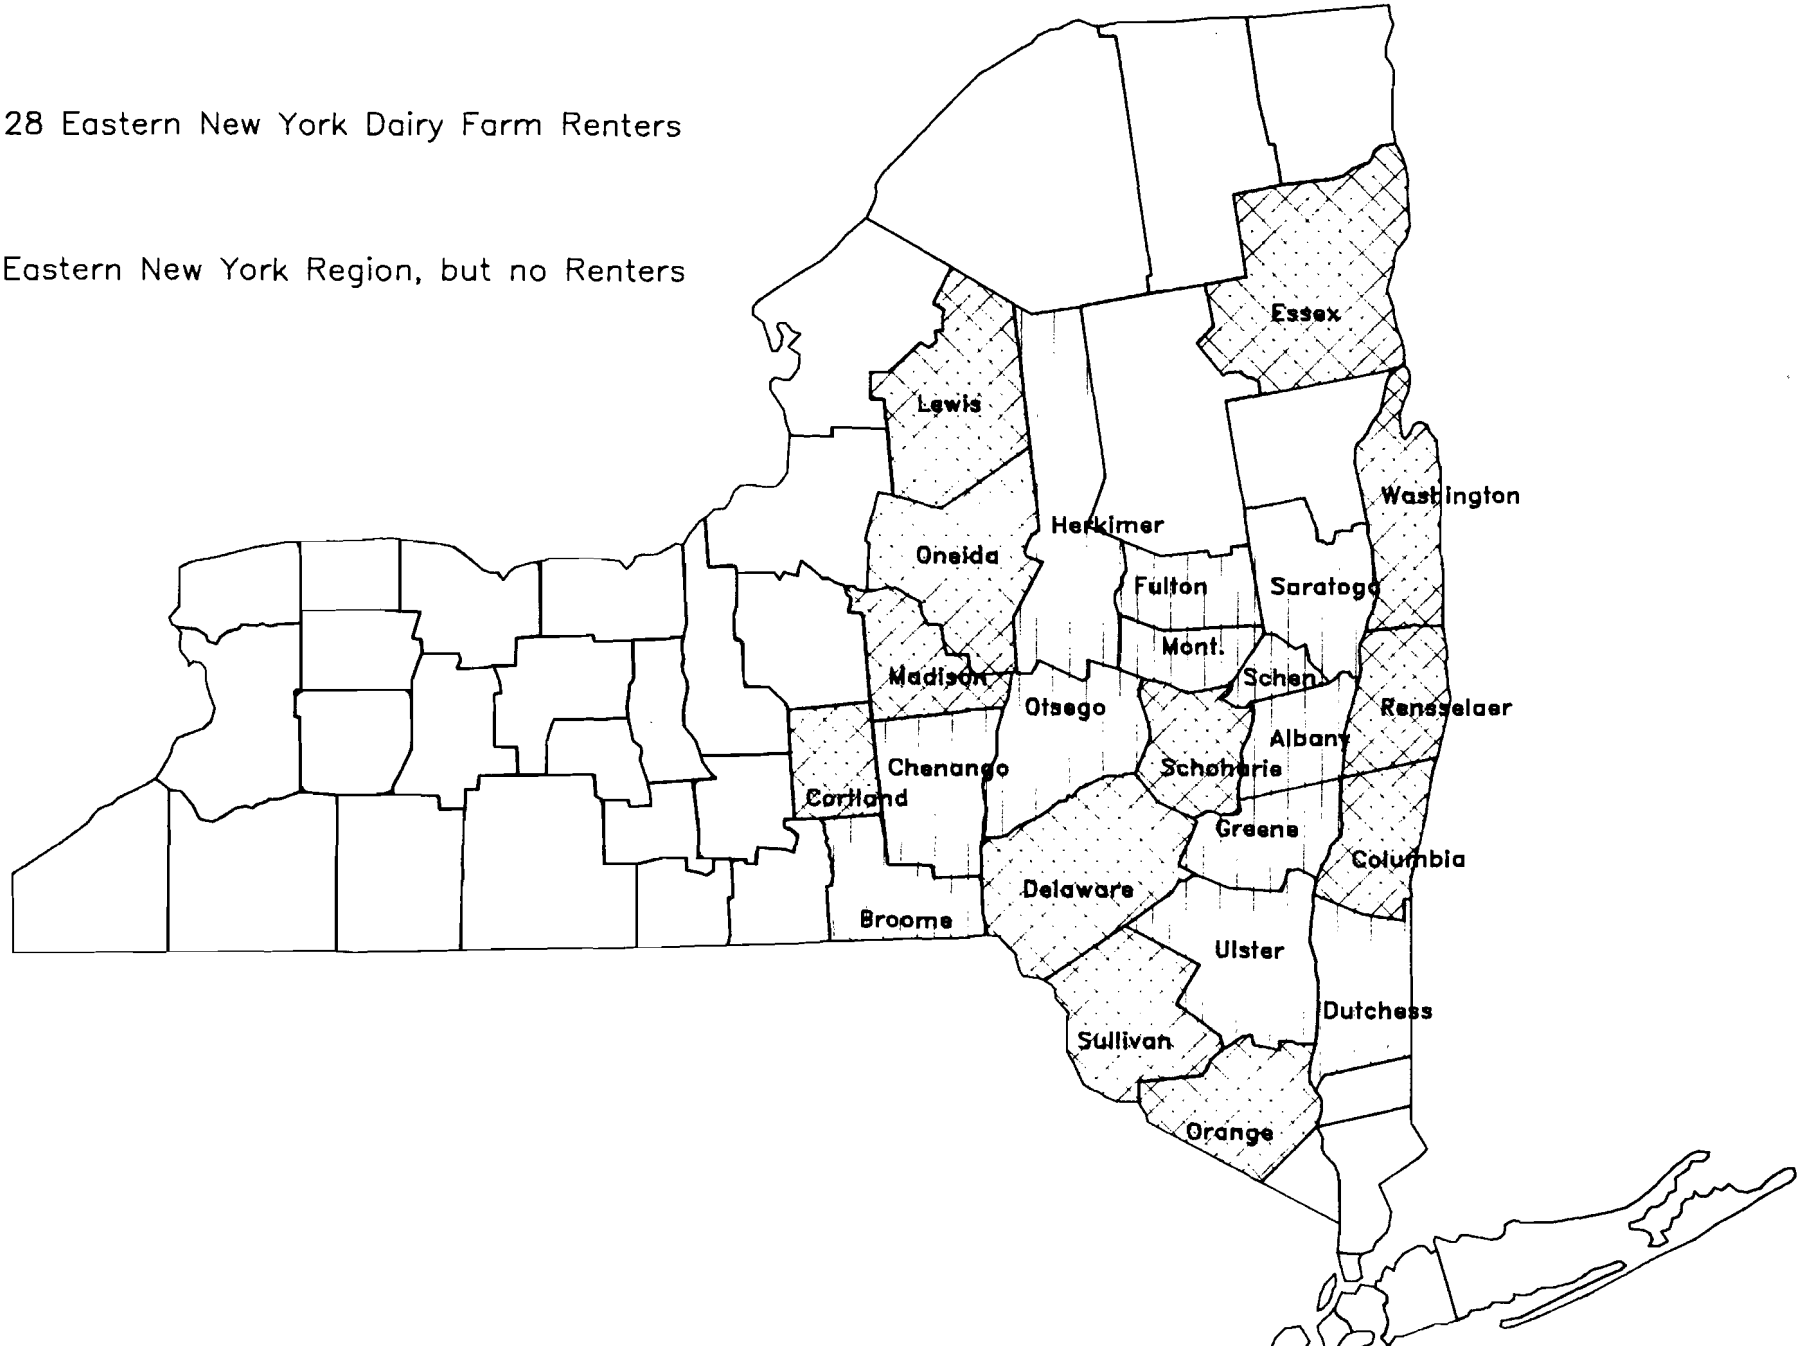 28 Eastern New York Dairy Farm Renters
Eastern New York Region, but no Renters
Essex
Lewis
Washington
Herkimer
Oneida
Fulton
Saratoga
Mont.
Madison
Schen.
Otsego
Rensselaer
Albany
Chenango
Schoharie
Cortland
Greene
Columbia
Delaware
Broome
Ulster
Dutchess
Sullivan
Orange